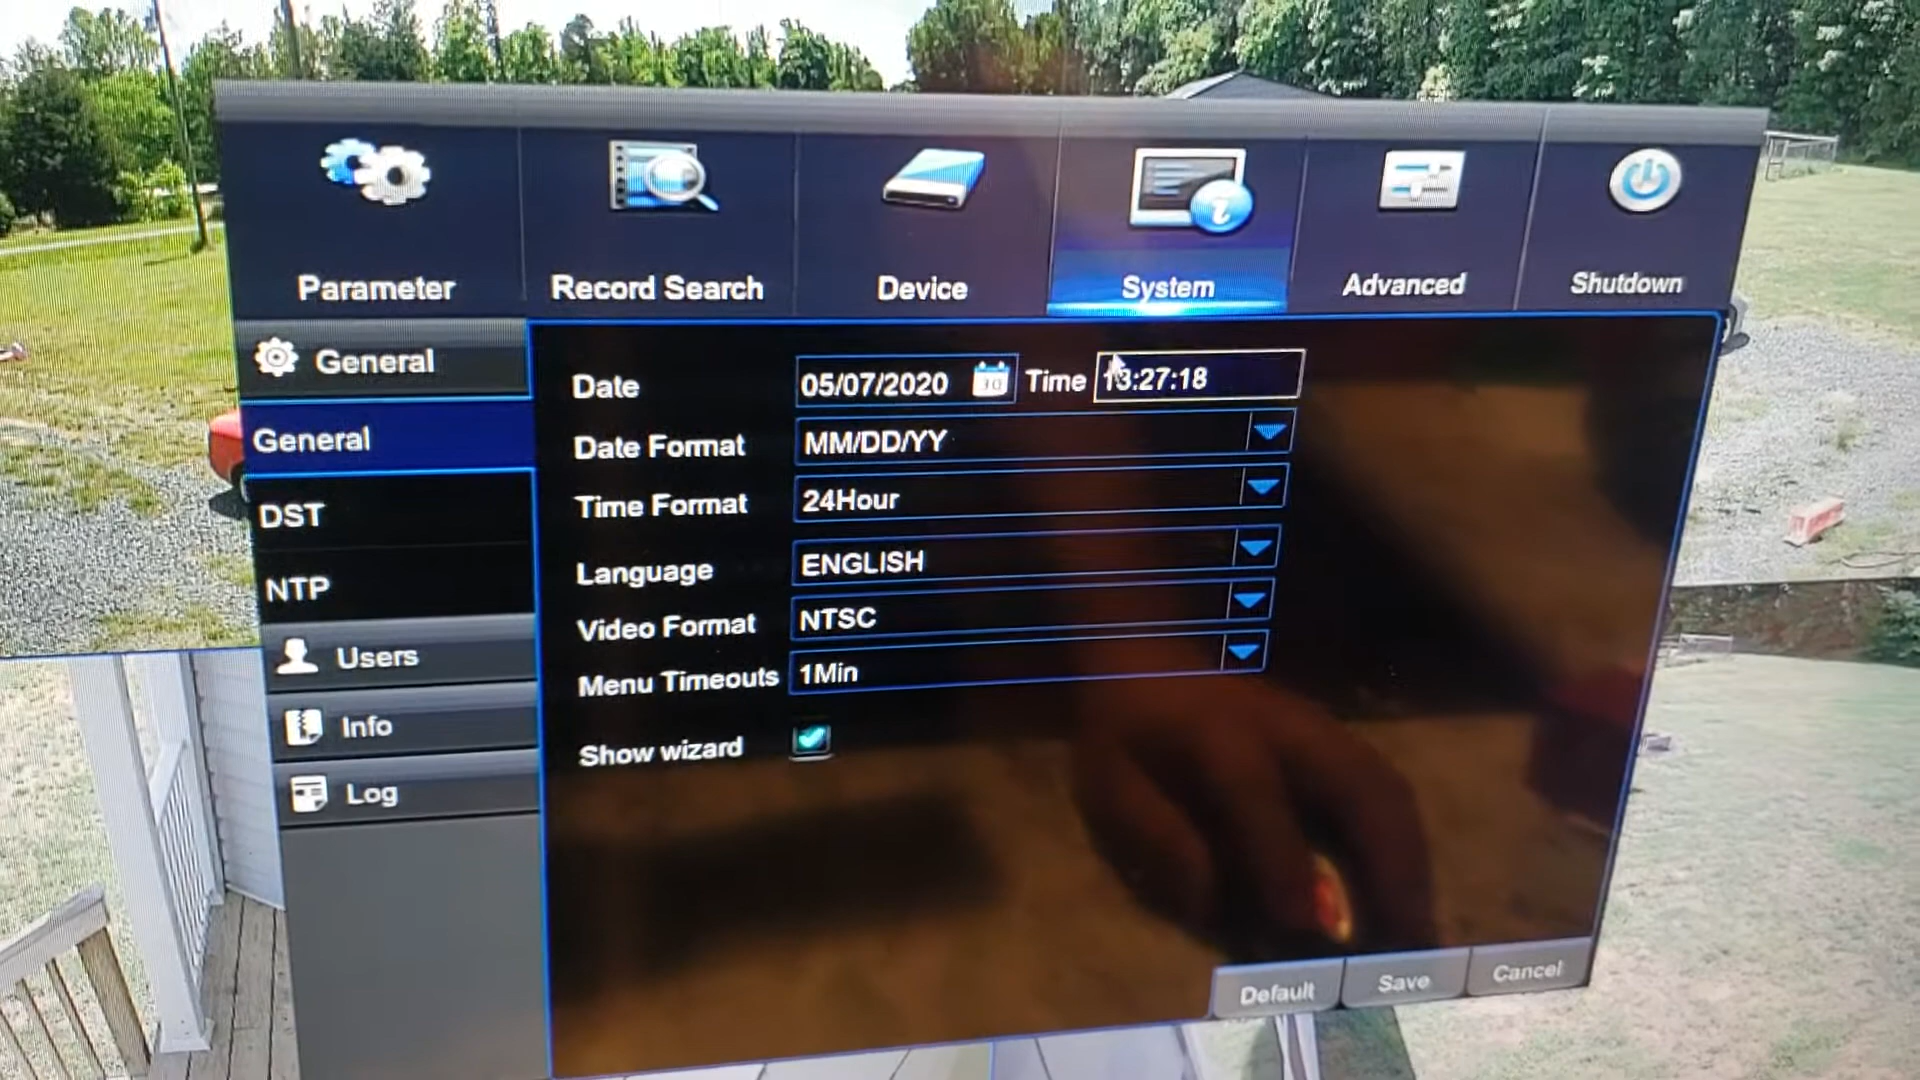 Parameter
Record Search
Device
System
Advanced
Shutdown
General
General
DST
NTP
Users
Info
Log
Date 05/07/2020 30 Time 13:27:18
Date Format MM/DD/YY
Time Format 24Hour
Language ENGLISH
Video Format NTSC
Menu Timeouts 1Min
Show wizard
Default Save Cancel